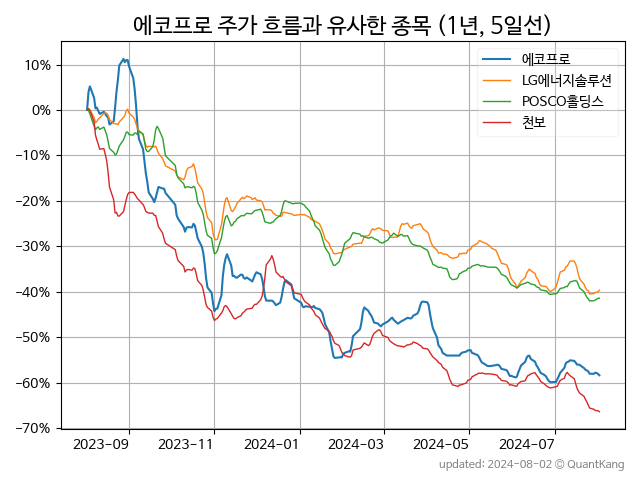 에코프로 주가 흐름과 유사한 종목 (1년, 5일선)
에코프로
LG에너지솔루션
POSCO홀딩스
천보
10%
0%
−10%
−20%
−30%
−40%
−50%
−60%
−70%
2023-09 2023-11 2024-01 2024-03 2024-05 2024-07
updated: 2024-08-02 © QuantKang